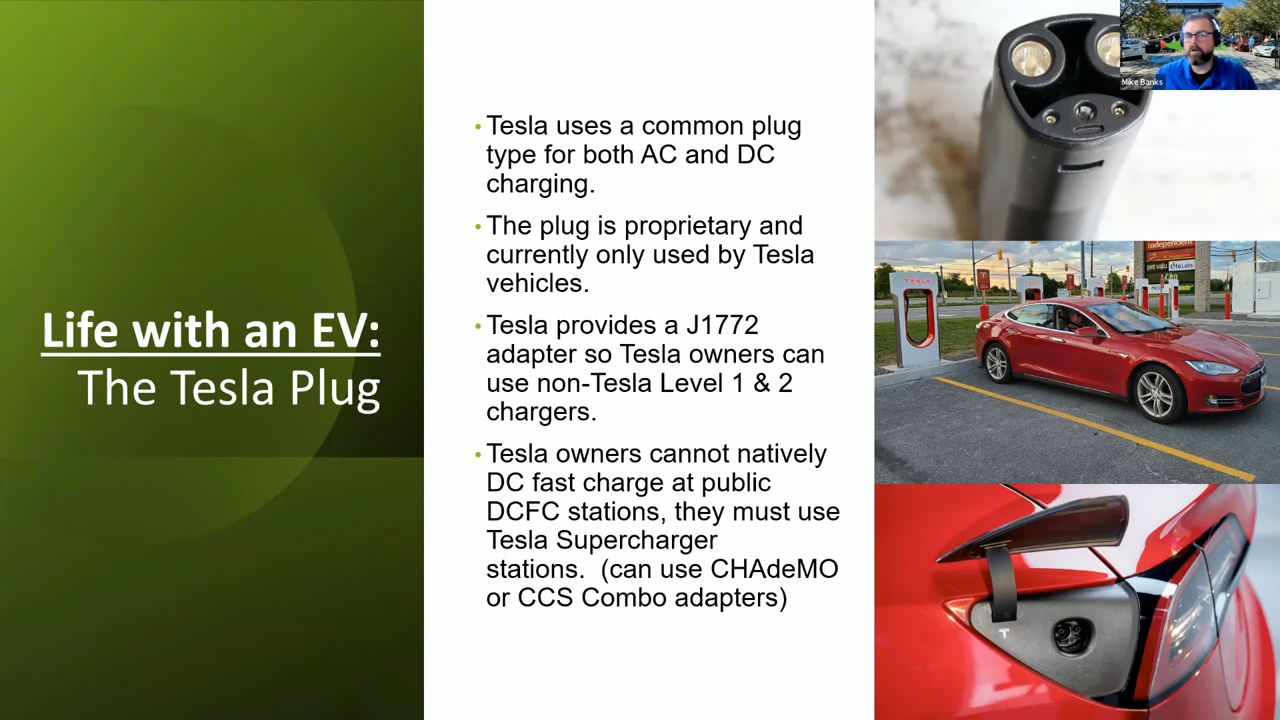 Life with an EV:
The Tesla Plug
• Tesla uses a common plug
type for both AC and DC
charging.
• The plug is proprietary and
currently only used by Tesla
vehicles.
• Tesla provides a J1772
adapter so Tesla owners can
use non-Tesla Level 1 & 2
chargers.
• Tesla owners cannot natively
DC fast charge at public
DCFC stations, they must use
Tesla Supercharger
stations.  (can use CHAdeMO
or CCS Combo adapters)
Mike Banks
Independent
pet valu LifeLabs
TESLA